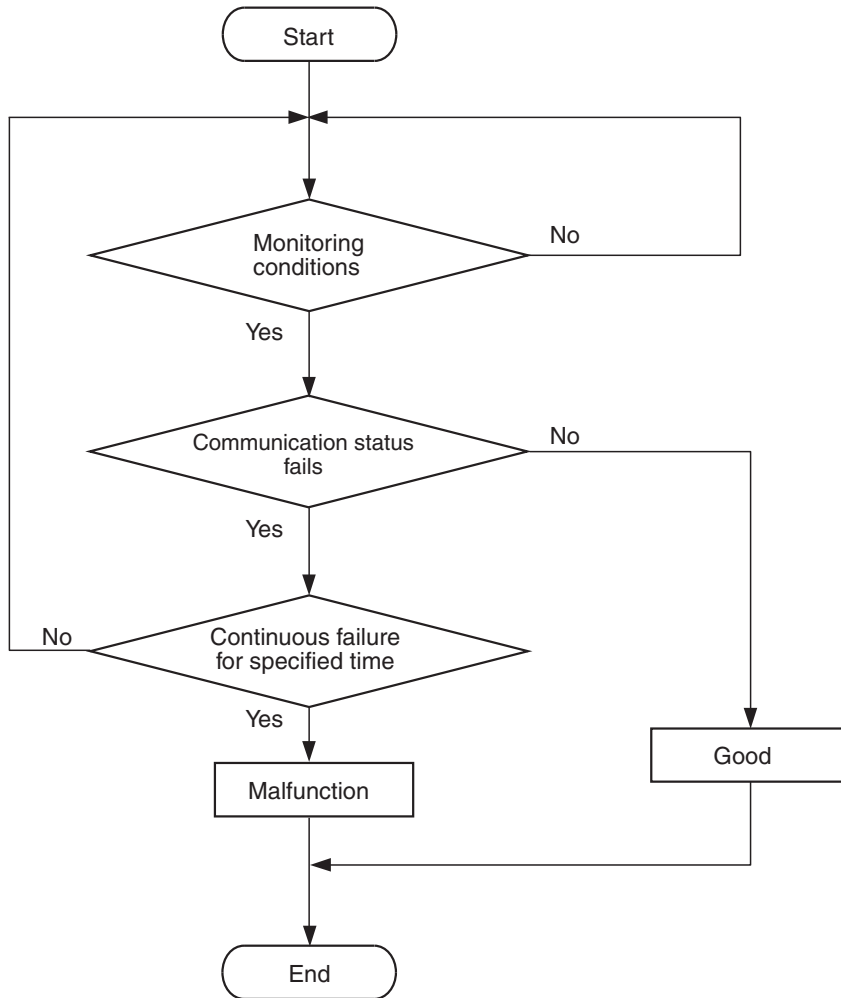 Start
Monitoring
conditions
No
Yes
Communication status
fails
No
Yes
Continuous failure
for specified time
No
Yes
Malfunction
Good
End